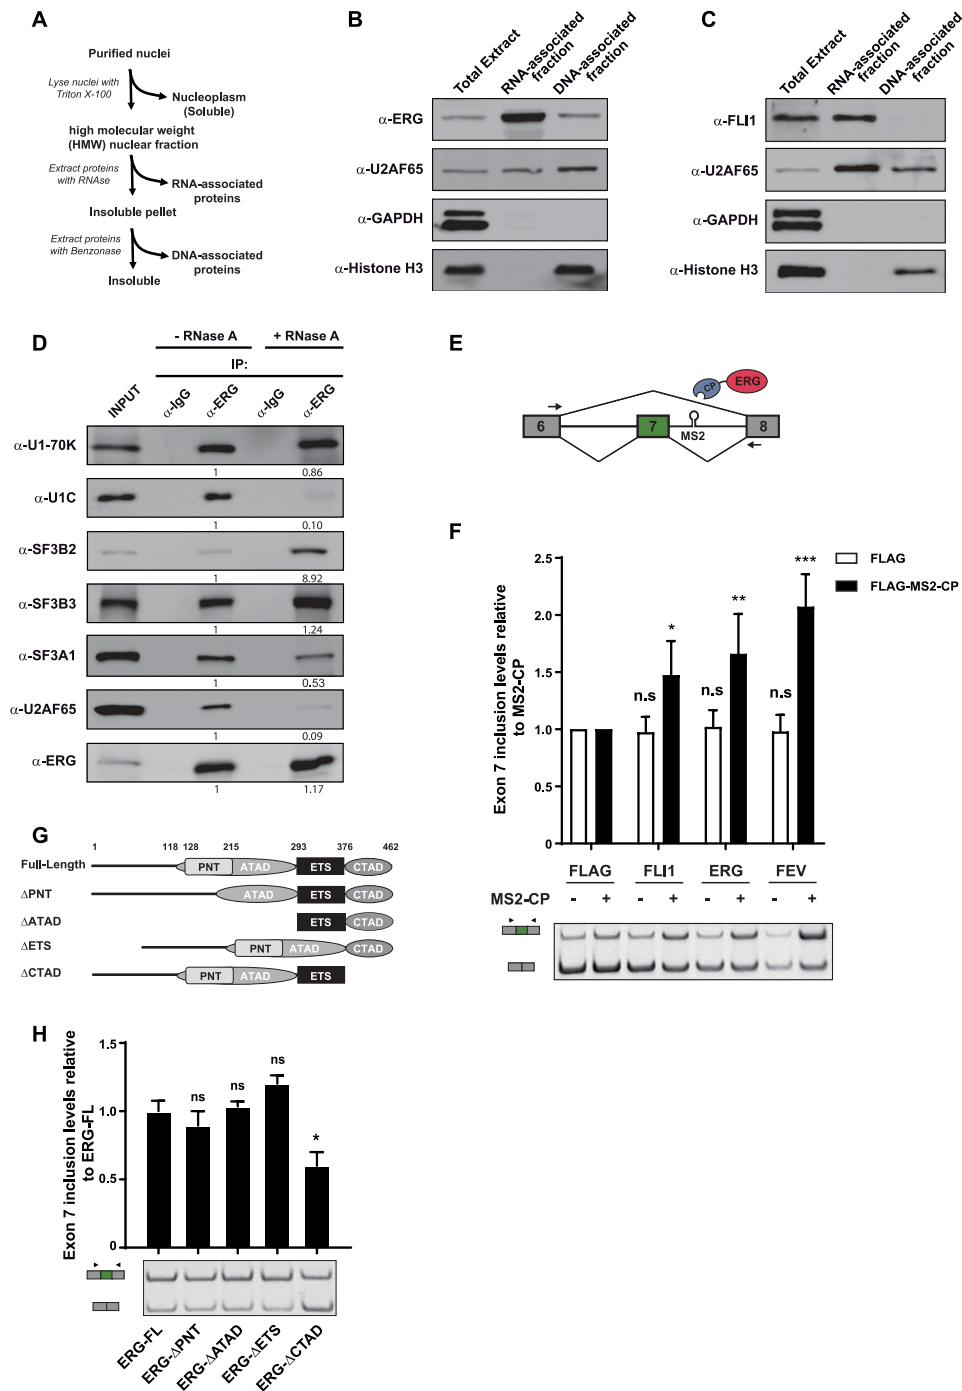 A
Purified nuclei
Lyse nuclei with
Triton X-100
Nucleoplasm
(Soluble)
high molecular weight
(HMW) nuclear fraction
Extract proteins
with RNAse
RNA-associated
proteins
Insoluble pellet
Extract proteins
with Benzonase
DNA-associated
proteins
Insoluble
B
Total Extract
RNA-associated
fraction
DNA-associated
fraction
α-ERG
α-U2AF65
α-GAPDH
α-Histone H3
C
Total Extract
RNA-associated
fraction
DNA-associated
fraction
α-FLI1
α-U2AF65
α-GAPDH
α-Histone H3
D
- RNase A
+ RNase A
IP:
INPUT
α-IgG
α-ERG
α-IgG
α-ERG
α-U1-70K
1 0.86
α-U1C
1 0.10
α-SF3B2
1 8.92
α-SF3B3
1 1.24
α-SF3A1
1 0.53
α-U2AF65
1 0.09
α-ERG
1 1.17
E
CP
ERG
6
7
MS2
8
F
Exon 7 inclusion levels relative
to MS2-CP
2.5
2.0
1.5
1.0
0.5
0
FLAG
FLAG-MS2-CP
n.s
*
n.s
**
n.s
***
FLAG FLI1 ERG FEV
MS2-CP - + - + - + - +
G
1 118 128 215 293 376 462
Full-Length PNT ATAD ETS CTAD
ΔPNT ATAD ETS CTAD
ΔATAD ETS CTAD
ΔETS PNT ATAD CTAD
ΔCTAD PNT ATAD ETS
H
Exon 7 inclusion levels relative
to ERG-FL
1.5
1.0
0.5
0
ns
ns
ns
*
ERG-FL
ERG-ΔPNT
ERG-ΔATAD
ERG-ΔETS
ERG-ΔCTAD